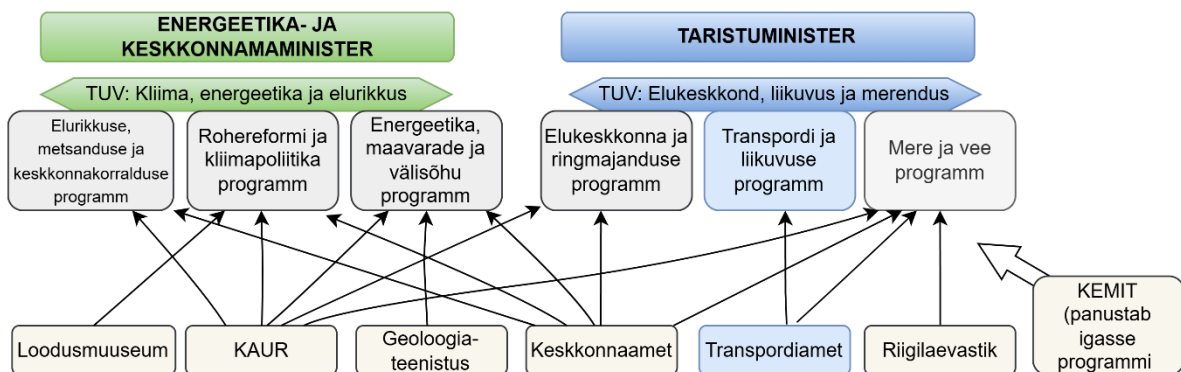 ENERGEETIKA- JA
KESKKONNAMINISTER
TARISTUMINISTER
TUV: Kliima, energeetika ja elurikkus
TUV: Elukeskkond, liikuvus ja merendus
Elurikkuse,
metsanduse ja
keskkonnakorralduse
programm
Rohereformi ja
kliimapoliitika
programm
Energeetika,
maavarade ja
välisõhu
programm
Elukeskkonna ja
ringmajanduse
programm
Transpordi ja
liikuvuse
programm
Mere ja vee
programm
Loodusmuuseum
KAUR
Geoloogia-
teenistus
Keskkonnaamet
Transpordiamet
Riigilaevastik
KEMIT
(panustab
igasse
programmi